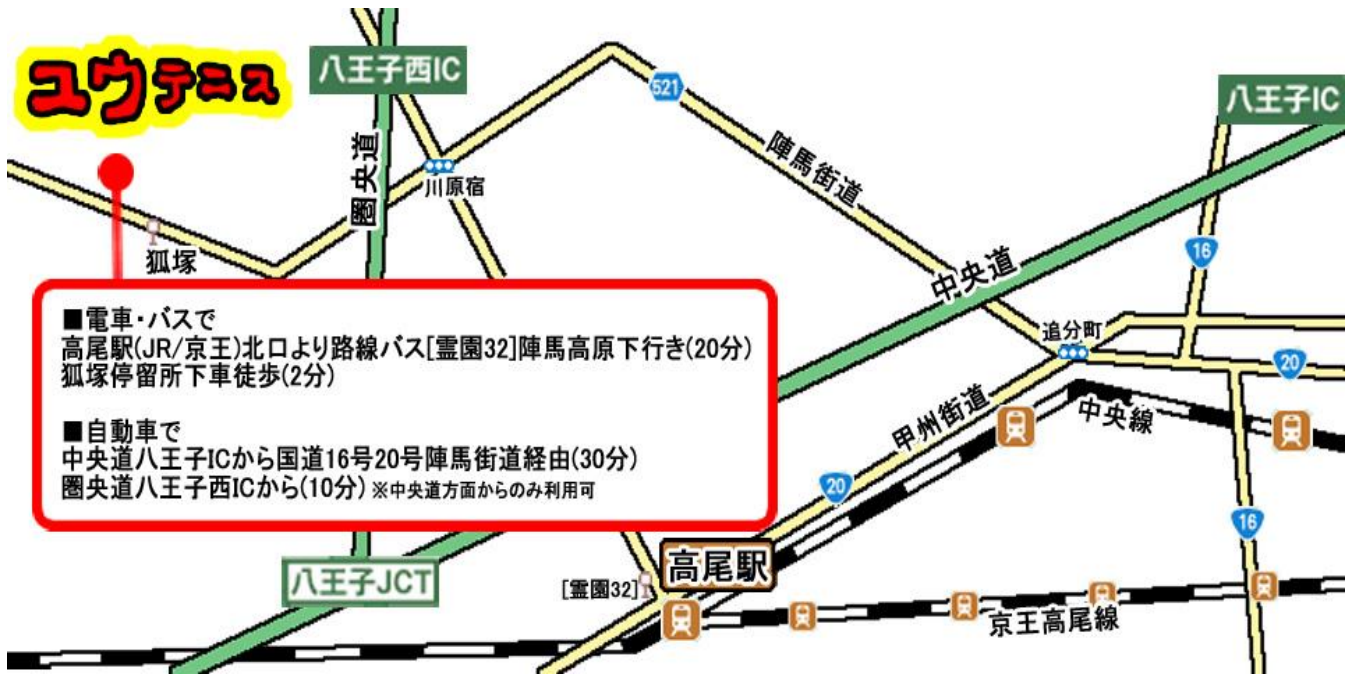 ユウテニス
八王子西IC
521
八王子IC
陣馬街道
圏央道
川原宿
16
狐塚
中央道
追分町
■電車・バスで
高尾駅(JR/京王)北口より路線バス[霊園32]陣馬高原下行き(20分)
狐塚停留所下車徒歩(2分)
■自動車で
中央道八王子ICから国道16号20号陣馬街道経由(30分)
圏央道八王子西ICから(10分)※中央道方面からのみ利用可
20
甲州街道
中央線
20
16
八王子JCT
[霊園32]
高尾駅
京王高尾線